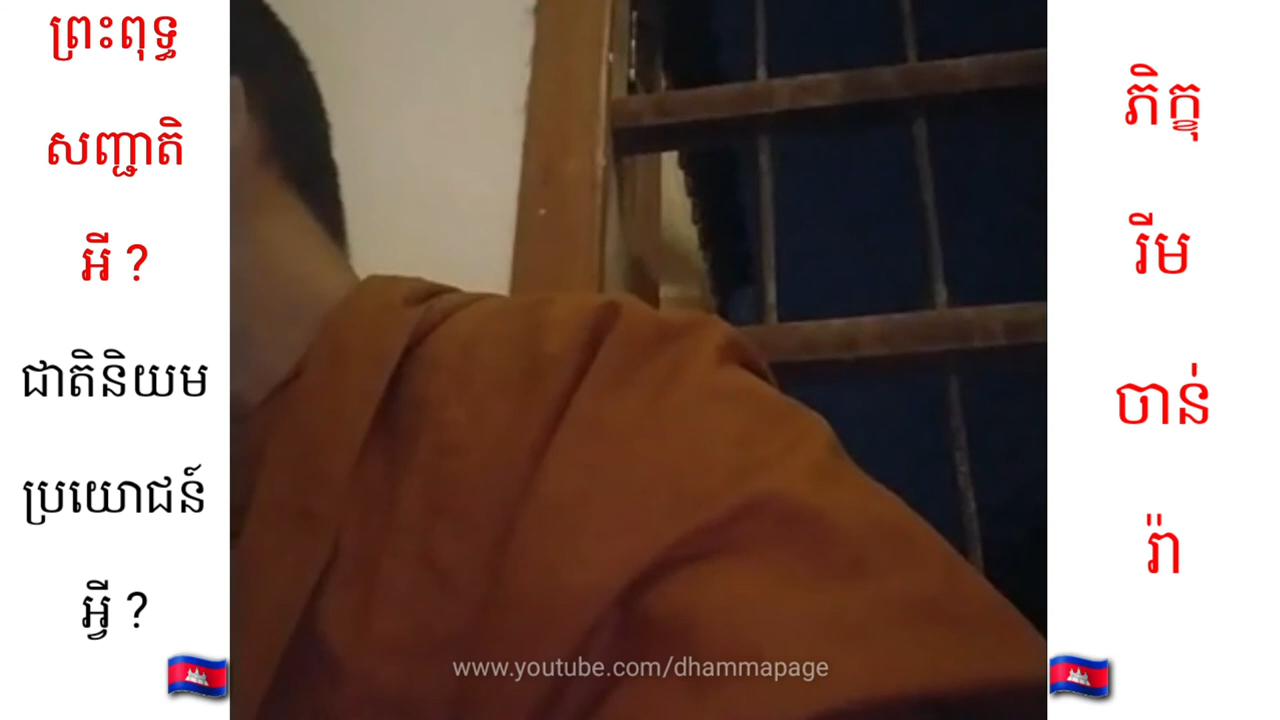 ព្រះពុទ្ធ
សញ្ជាតិ
អី ?
ជាតិនិយម
ប្រយោជន៍
អ្វី ?
ភិក្ខុ
រីម
ចាន់
រ៉ា
www.youtube.com/dhammapage